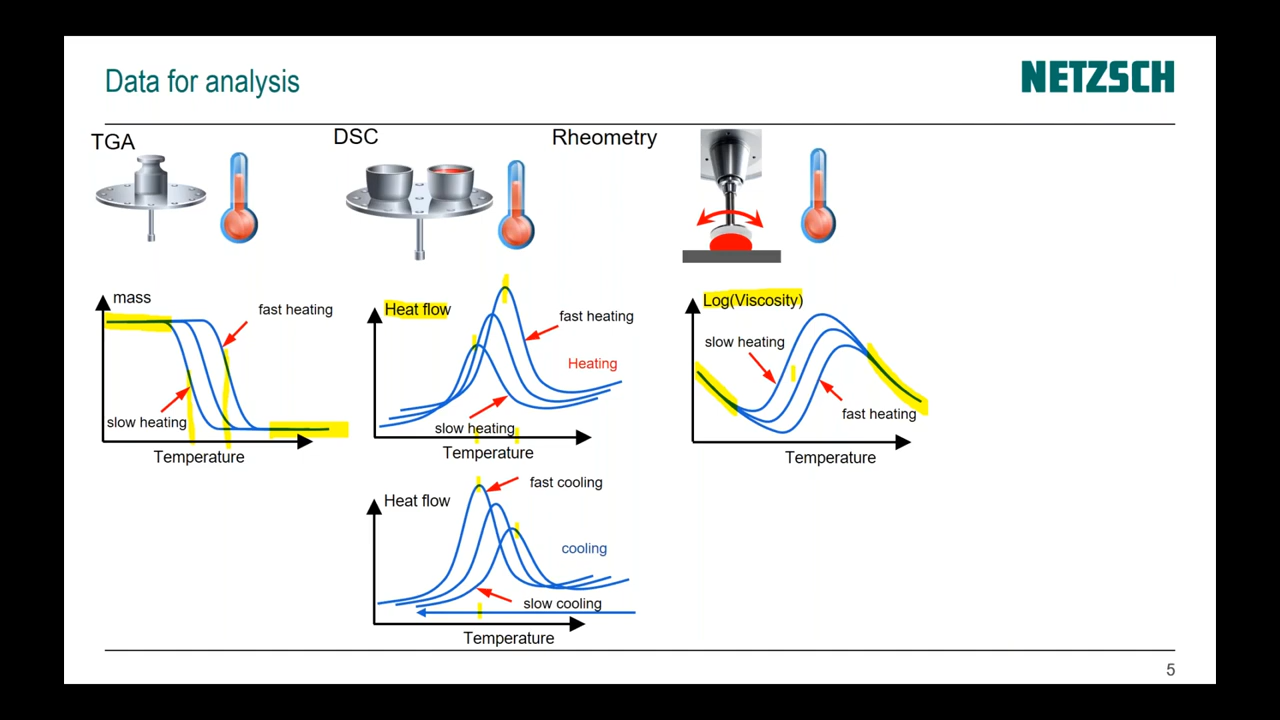 Data for analysis
NETZSCH
TGA
DSC
Rheometry
mass
fast heating
slow heating
Temperature
Heat flow
fast heating
Heating
slow heating
Temperature
Log(Viscosity)
slow heating
fast heating
Temperature
Heat flow
fast cooling
cooling
slow cooling
Temperature
5